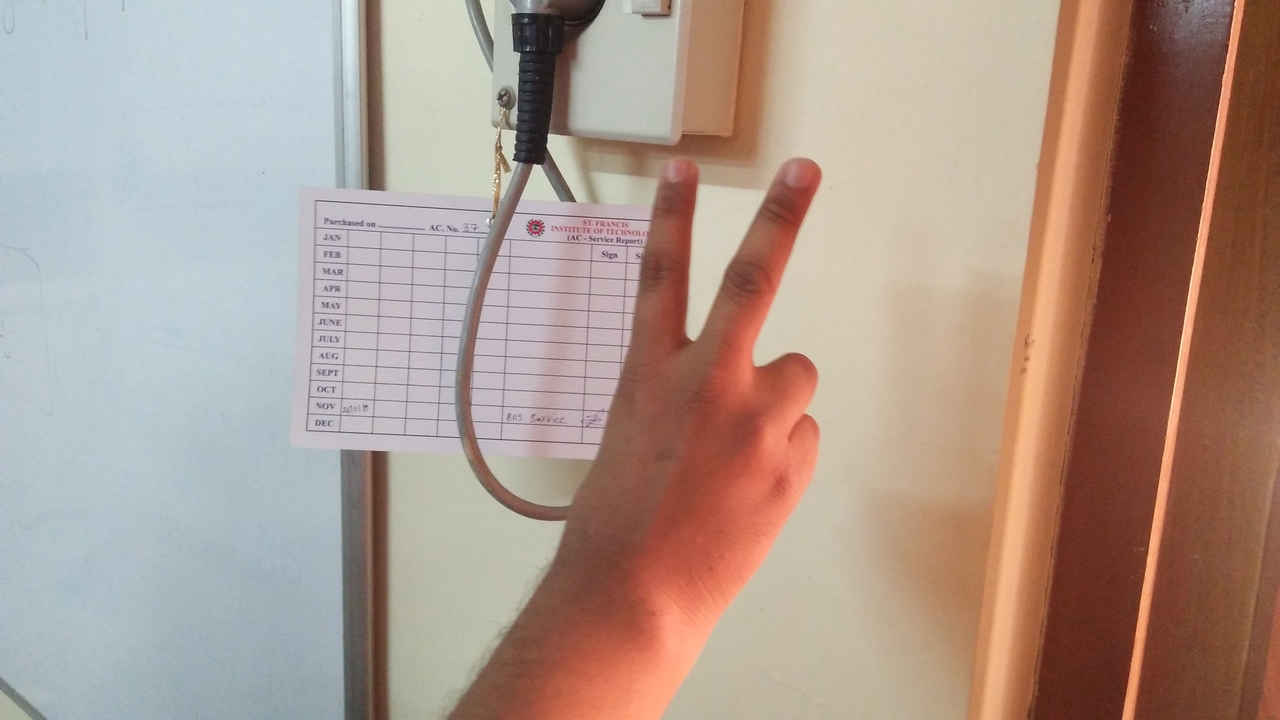 Purchased on AC. No. 37
ST. FRANCIS
INSTITUTE OF TECHNOLO
(AC - Service Report)
JAN
FEB Sign
MAR
APR
MAY
JUNE
JULY
AUG
SEPT
OCT
NOV
Service
DEC